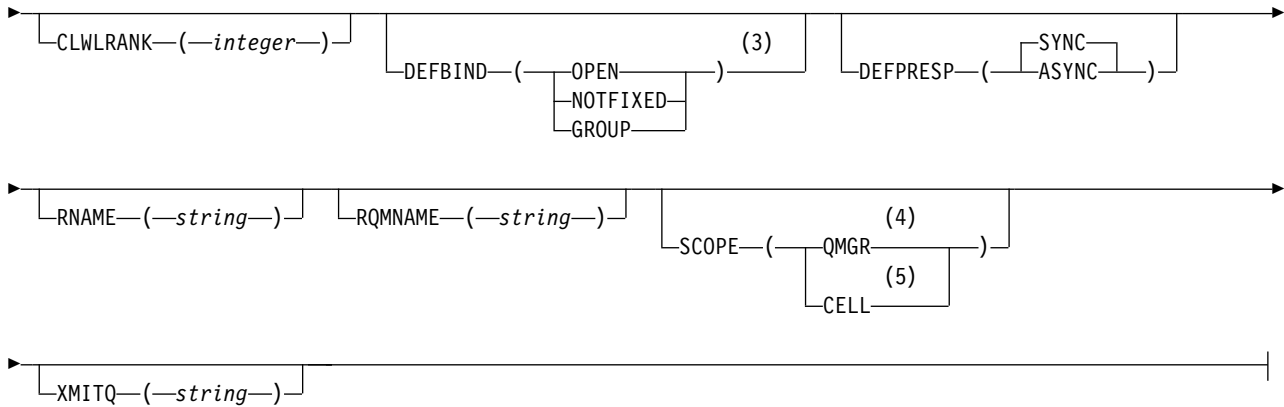 CLWLRANK ( integer )
DEFBIND ( OPEN ) (3)
NOTFIXED
GROUP
DEFPRESP ( SYNC
ASYNC )
RNAME ( string )
RQMNAME ( string )
SCOPE ( QMGR (4) )
CELL (5)
XMITQ ( string )